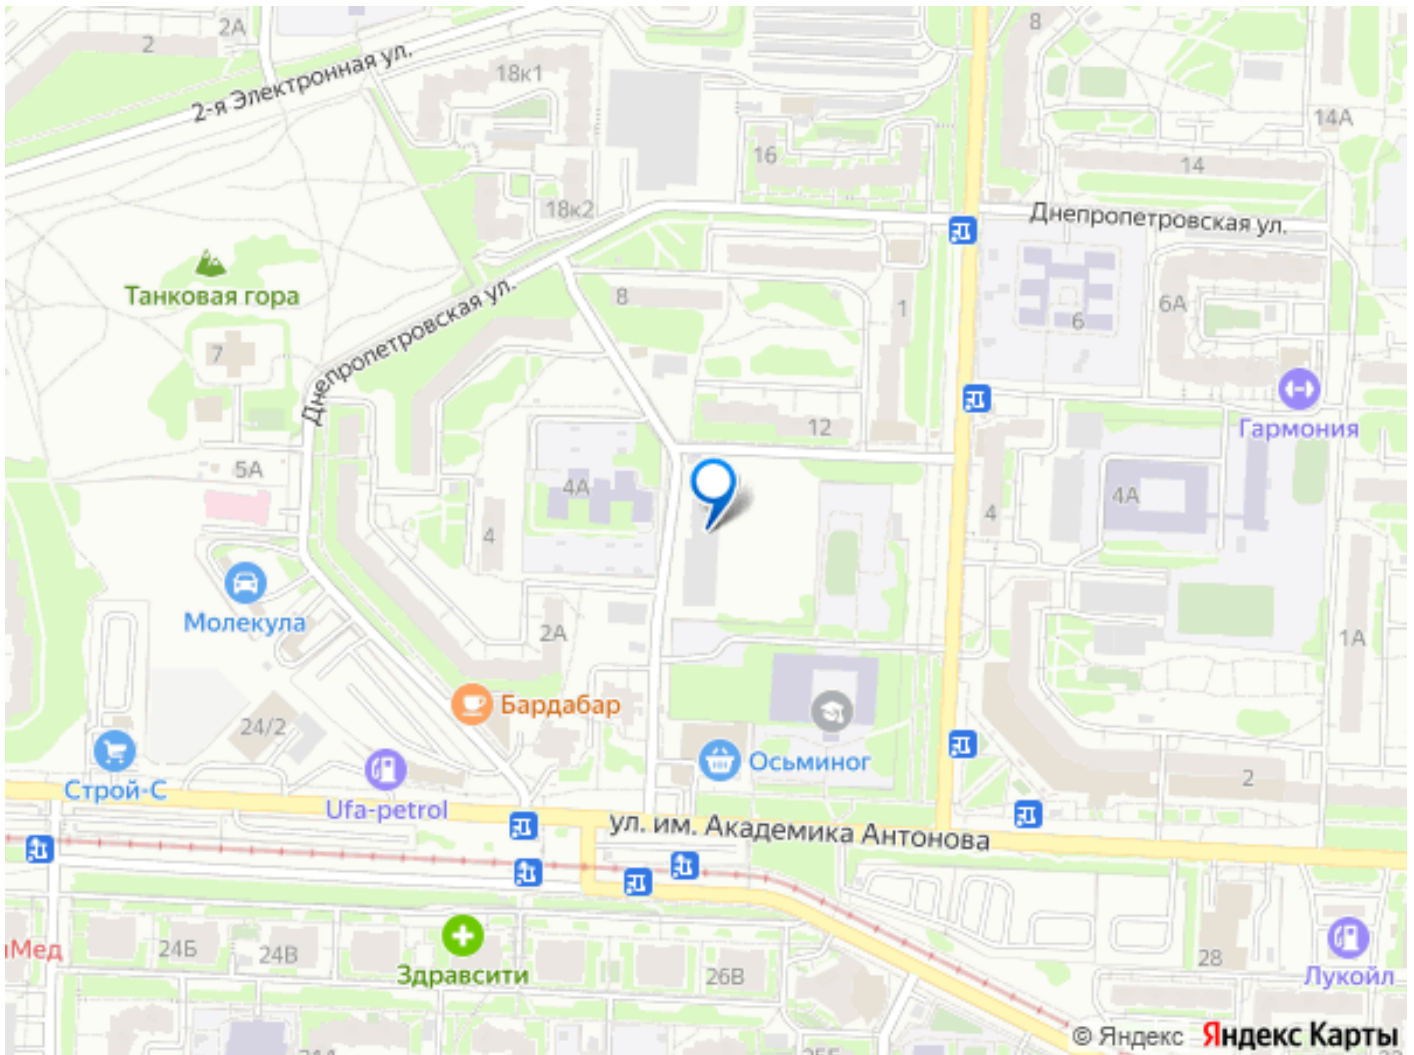 2А
2
8
18к1
2-я Электронная ул.
14А
16
14
18к2
Днепропетровская ул.
Танковая гора
8
Днепропетровская ул.
1
6А
6
7
Гармония
12
5А
4А
4А
4
4
Молекула
2А
1А
Бардабар
24/2
Осьминог
2
Строй-С
Ufa-petrol
ул. им. Академика Антонова
24Б
24В
Мед
28
Здравсити
26В
Лукойл
© Яндекс Яндекс Карты